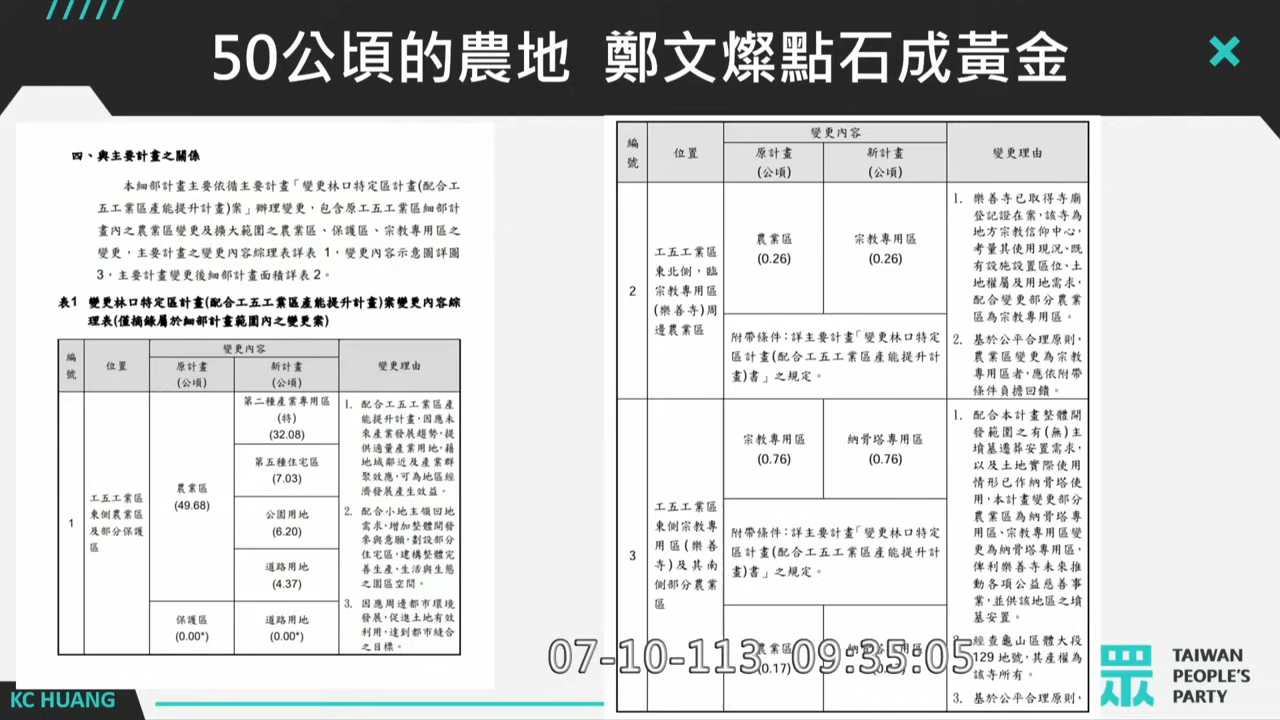 50公頃的農地 鄭文燦點石成黃金
四、與主要計畫之關係
本細部計畫主要依循主要計畫「變更林口特定區計畫(配合工
五工業區產能提升計畫)案」辦理變更，包含原工五工業區細部計
畫內之農業區變更及擴大範圍之農業區、保護區、宗教專用區之
變更，主要計畫之變更內容綜理表詳表 1，變更內容示意圖詳圖
3，主要計畫變更後細部計畫面積詳表 2。
表1 變更林口特定區計畫(配合工五工業區產能提升計畫)案變更內容綜
理表(僅摘錄屬於細部計畫範圍內之變更案)
編號
位置
變更內容
原計畫
(公頃)
新計畫
(公頃)
變更理由
1
工五工業區
東側農業區
及部分保護
區
農業區
(49.68)
第二種產業專用區
(特)
(32.08)
第五種住宅區
(7.03)
公園用地
(6.20)
道路用地
(4.37)
保護區
(0.00*)
道路用地
(0.00*)
1. 配合工五工業區產
能提升計畫，因應未
來產業發展趨勢，提
供適量產業用地，藉
地域鄰近及產業群
聚效應，可為地區經
濟發展產生效益。
2. 配合小地主領回地
需求，增加整體開發
參與意願，劃設部分
住宅區，建構整體完
善生產、生活與生態
之園區空間。
3. 因應周邊都市環境
發展，促進土地有效
利用，達到都市縫合
之目標。
編號
位置
變更內容
原計畫
(公頃)
新計畫
(公頃)
變更理由
2
工五工業區
東北側，臨
宗教專用區
(樂善寺)周
邊農業區
農業區
(0.26)
宗教專用區
(0.26)
附帶條件：詳主要計畫「變更林口特定
區計畫(配合工五工業區產能提升計
畫)書」之規定。
1. 樂善寺已取得寺廟
登記證在案，該寺為
地方宗教信仰中心，
考量其使用現況、既
有設施設置區位、土
地權屬及用地需求，
配合變更部分農業
區為宗教專用區。
2. 基於公平合理原則，
農業區變更為宗教
專用區者，應依附帶
條件負擔回饋。
3
工五工業區
東側宗教專
用區(樂善
寺)及其南
側部分農業
區
宗教專用區
(0.76)
納骨塔專用區
(0.76)
附帶條件：詳主要計畫「變更林口特定
區計畫(配合工五工業區產能提升計
畫)書」之規定。
農業區
(0.17)
1. 配合本計畫整體開
發範圍之有(無)主
墳墓遷葬安置需求，
以及土地實際使用
情形已作納骨塔使
用，本計畫變更部分
農業區為納骨塔專
用區、宗教專用區變
更為納骨塔專用區，
俾利樂善寺未來推
動各項公益慈善事
業，並供該地區之墳
墓安置。
經查龜山區體大段
129 地號，其產權為
該寺所有。
3. 基於公平合理原則，
07-10-113 09:35:05
KC HUANG
眾
TAIWAN
PEOPLE'S
PARTY